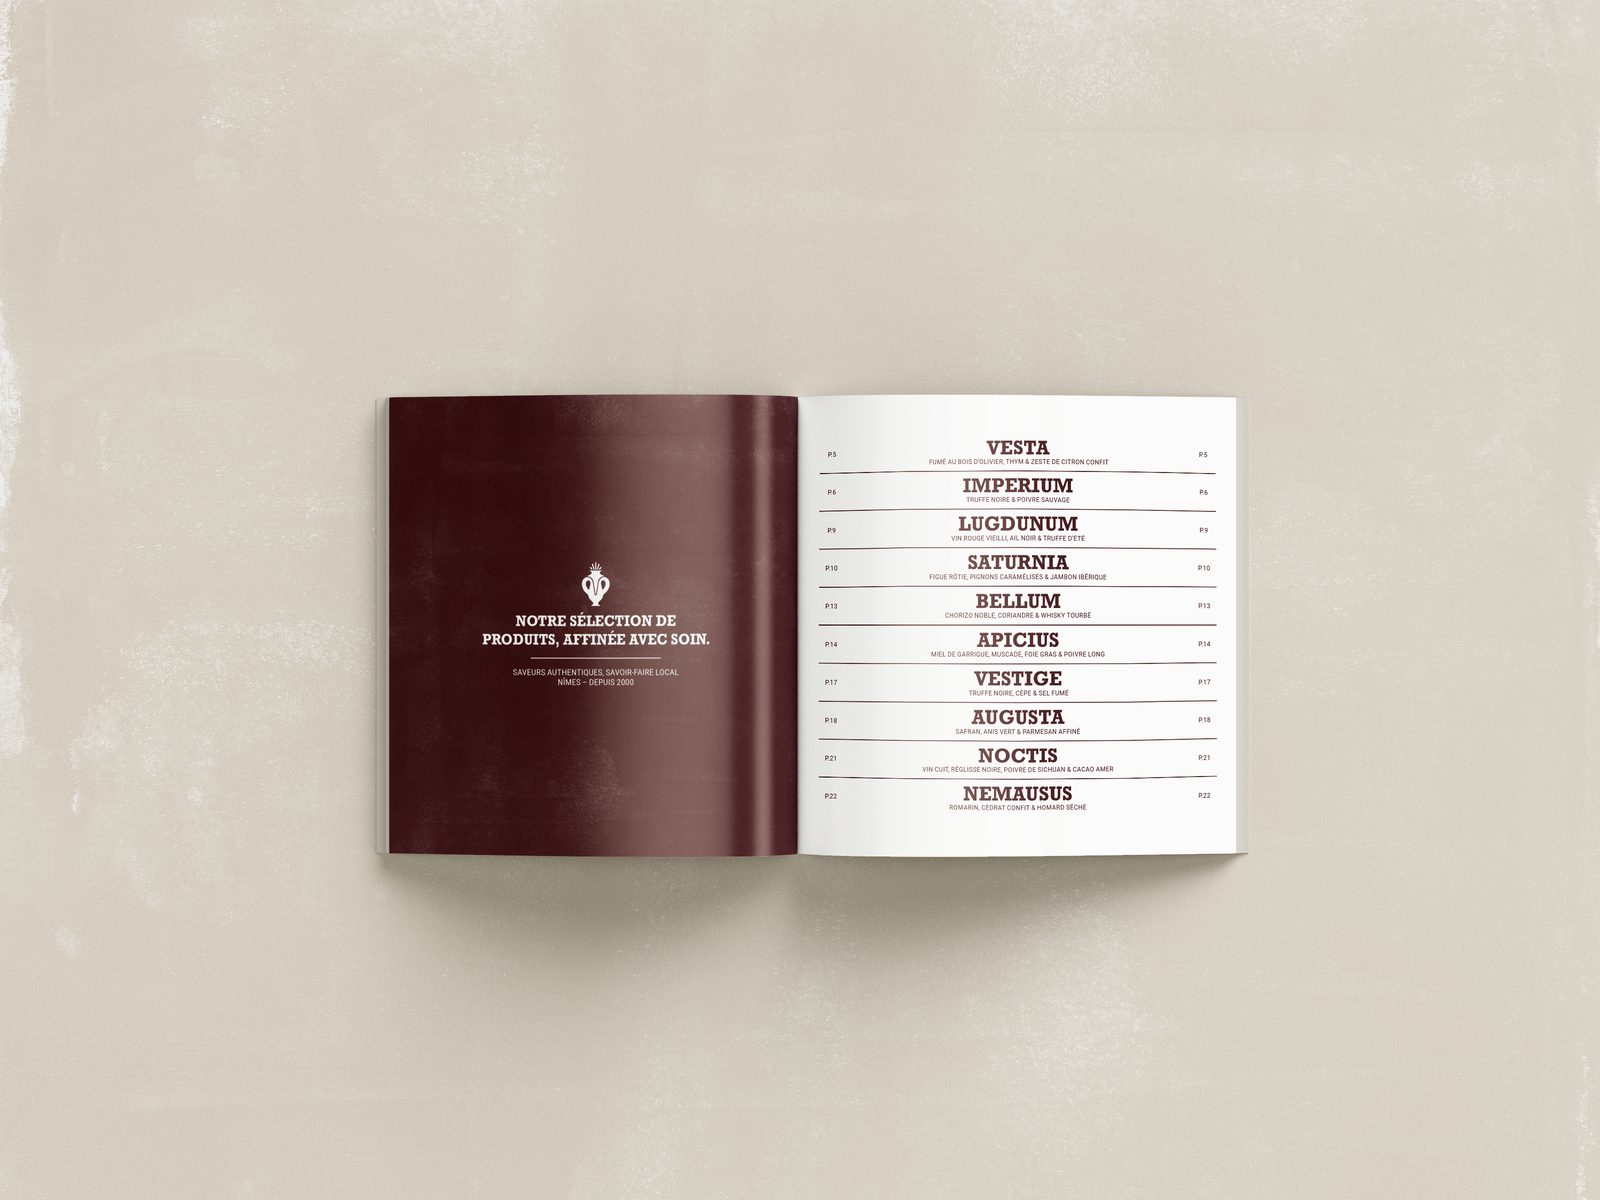 NOTRE SÉLECTION DE
PRODUITS, AFFINÉE AVEC SOIN.
SAVEURS AUTHENTIQUES, SAVOIR-FAIRE LOCAL
NÎMES – DEPUIS 2000
P.5 VESTA P.5
FUMÉ AU BOIS D'OLIVIER, THYM & ZESTE DE CITRON CONFIT
P.6 IMPERIUM P.6
TRUFFE NOIRE & POIVRE SAUVAGE
P.9 LUGDUNUM P.9
VIN ROUGE VIEILLI, AIL NOIR & TRUFFE D'ÉTÉ
P.10 SATURNIA P.10
FIGUE RÔTIE, PIGNONS CARAMÉLISÉS & JAMBON IBÉRIQUE
P.13 BELLUM P.13
CHORIZO NOBLE, CORIANDRE & WHISKY TOURBÉ
P.14 APICIUS P.14
MIEL DE GARRIGUE, MUSCADE, FOIE GRAS & POIVRE LONG
P.17 VESTIGE P.17
TRUFFE NOIRE, CÈPE & SEL FUMÉ
P.18 AUGUSTA P.18
SAFRAN, ANIS VERT & PARMESAN AFFINÉ
P.21 NOCTIS P.21
VIN CUIT, RÉGLISSE NOIRE, POIVRE DE SICHUAN & CACAO AMER
P.22 NEMAUSUS P.22
ROMARIN, CÉDRAT CONFIT & HOMARD SÉCHÉ